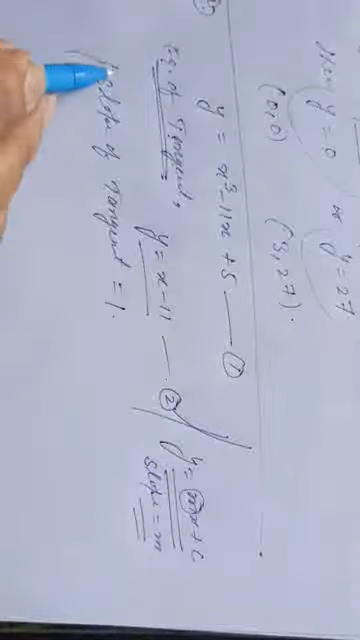 y = 0 x y = 27
(0,0) (3,27).
y = x³ - 11x + 5 — ①
Eq. of Tangent,
y = x - 11 — ②
y = mx + c
slope = m
slope of Tangent = 1.